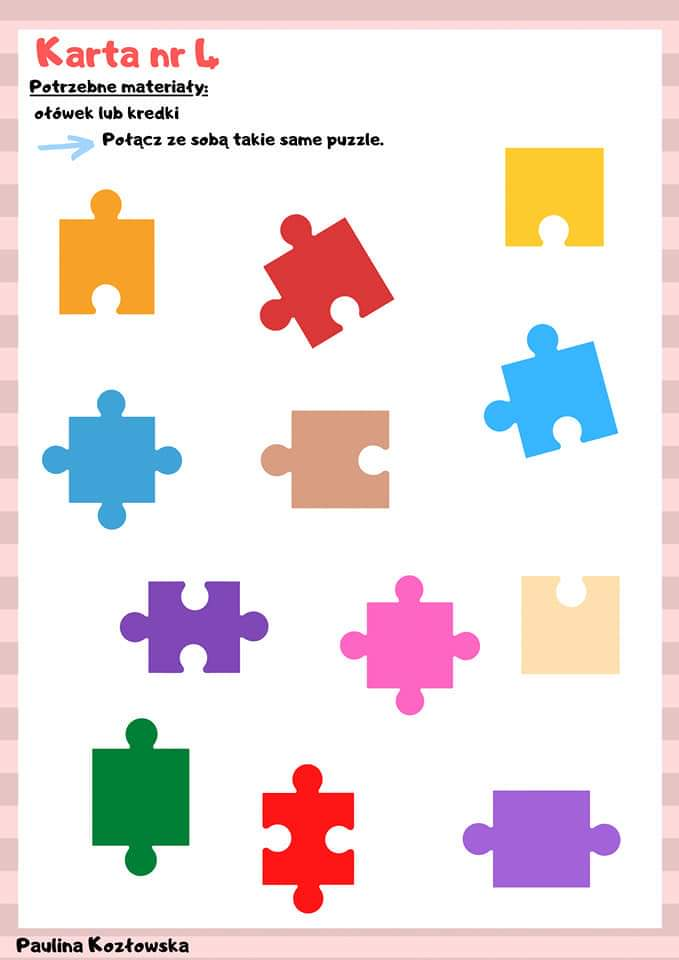 Karta nr 4
Potrzebne materiały:
ołówek lub kredki
Połącz ze sobą takie same puzzle.
Paulina Kozłowska